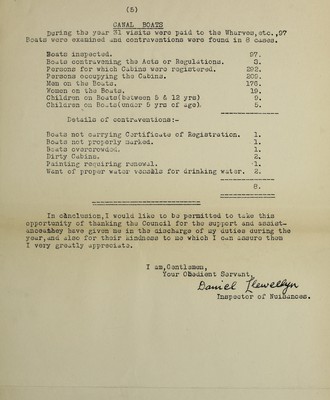 (5)
CANAL BOATS
During the year 31 visits were paid to the Wharves, etc.,97
Boats were examined and contraventions were found in 8 cases.
Boats inspected. 97.
Boats contravening the Acts or Regulations. 8.
Persons for which Cabins were registered. 292.
Persons occupying the Cabins. 209.
Men on the Boats. 176.
Women on the Boats. 19.
Children on Boats(between 5 & 12 yrs) 9.
Children on Boats(under 5 yrs of age). 5.
Details of contraventions:-
Boats not carrying Certificate of Registration. 1.
Boats not properly marked. 1.
Boats overcrowded. 1.
Dirty Cabins. 2.
Painting requiring renewal. 1.
Want of proper water vessels for drinking water. 2.
8.
In conclusion,I would like to be permitted to take this
opportunity of thanking the Council for the support and assist-
ance they have given me in the discharge of my duties during the
year,and also for their kindness to me which I can assure them
I very greatly appreciate.
I am,Gentlemen,
Your Obedient Servant,
Daniel Llewellyn
Inspector of Nuisances.